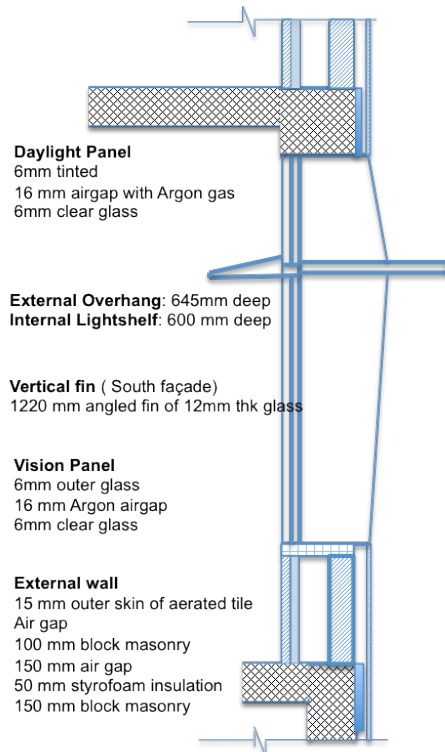 Daylight Panel
6mm tinted
16 mm airgap with Argon gas
6mm clear glass
External Overhang: 645mm deep
Internal Lightshelf: 600 mm deep
Vertical fin ( South façade)
1220 mm angled fin of 12mm thk glass
Vision Panel
6mm outer glass
16 mm Argon airgap
6mm clear glass
External wall
15 mm outer skin of aerated tile
Air gap
100 mm block masonry
150 mm air gap
50 mm styrofoam insulation
150 mm block masonry